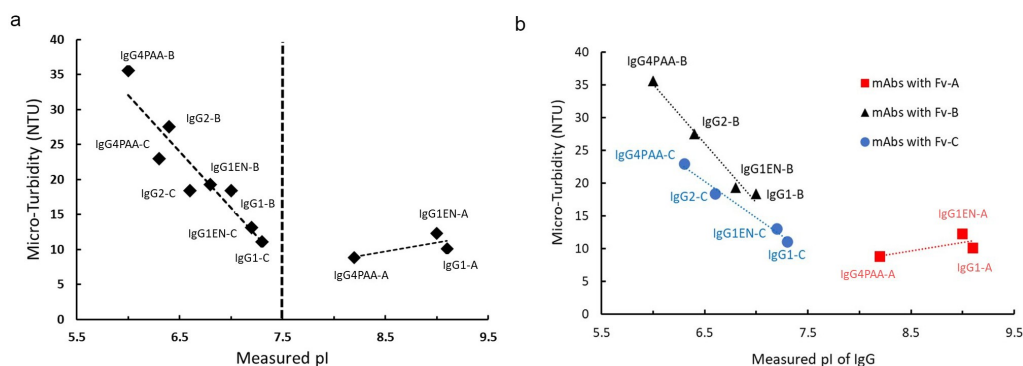 a
Micro-Turbidity (NTU)
40
35
30
25
20
15
10
5
0
5.5
6.5
7.5
8.5
9.5
Measured pI
IgG4PAA-B
IgG2-B
IgG4PAA-C
IgG1EN-B
IgG2-C
IgG1-B
IgG1EN-C
IgG1-C
IgG1EN-A
IgG4PAA-A
IgG1-A
b
Micro-Turbidity (NTU)
40
35
30
25
20
15
10
5
0
5.5
6.5
7.5
8.5
9.5
Measured pI of IgG
IgG4PAA-B
IgG2-B
IgG4PAA-C
IgG1EN-B
IgG2-C
IgG1-B
IgG1EN-C
IgG1-C
IgG1EN-A
IgG4PAA-A
IgG1-A
mAbs with Fv-A
mAbs with Fv-B
mAbs with Fv-C